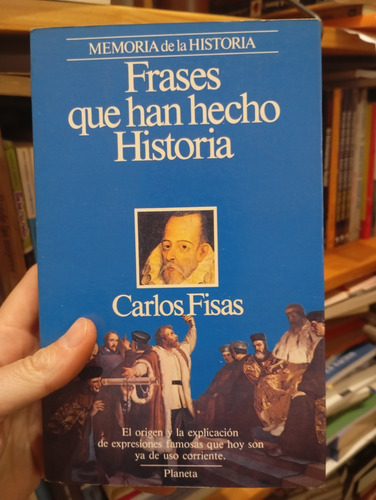 MEMORIA de la HISTORIA
Frases
que han hecho
Historia
Carlos Fisas
El origen y la explicación
de expresiones famosas que hoy son
ya de uso corriente.
Planeta